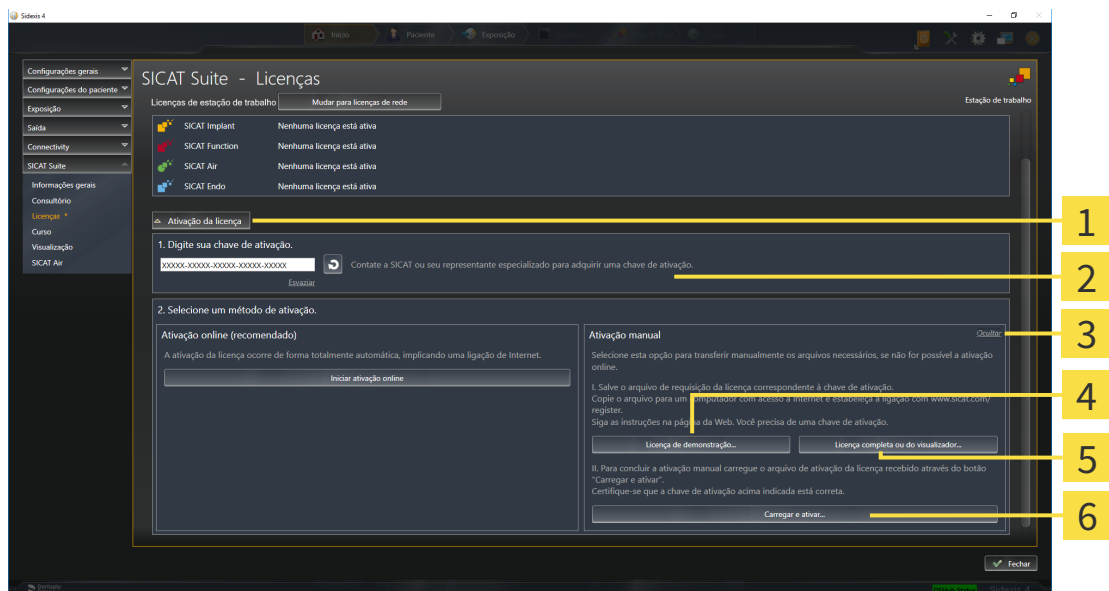 Sidexis 4
Início
Paciente
Exposição
Configurações gerais
Configurações do paciente
Exposição
Saída
Connectivity
SICAT Suite
Informações gerais
Consultório
Licenças *
Curso
Visualização
SICAT Air
SICAT Suite - Licenças
Licenças de estação de trabalho
Mudar para licenças de rede
Estação de trabalho
SICAT Implant Nenhuma licença está ativa
SICAT Function Nenhuma licença está ativa
SICAT Air Nenhuma licença está ativa
SICAT Endo Nenhuma licença está ativa
Ativação da licença
1. Digite sua chave de ativação.
XXXXX-XXXXX-XXXXX-XXXXX-XXXXX
Contate a SICAT ou seu representante especializado para adquirir uma chave de ativação.
Esvaziar
2. Selecione um método de ativação.
Ativação online (recomendado)
A ativação da licença ocorre de forma totalmente automática, implicando uma ligação de Internet.
Iniciar ativação online
Ativação manual
Ocultar
Selecione esta opção para transferir manualmente os arquivos necessários, se não for possível a ativação
online.
I. Salve o arquivo de requisição da licença correspondente à chave de ativação.
Copie o arquivo para um computador com acesso à Internet e estabeleça a ligação com www.sicat.com/
register.
Siga as instruções na página da Web. Você precisa de uma chave de ativação.
Licença de demonstração...
Licença completa ou do visualizador...
II. Para concluir a ativação manual carregue o arquivo de ativação da licença recebido através do botão
"Carregar e ativar".
Certifique-se que a chave de ativação acima indicada está correta.
Carregar e ativar...
Fechar
Dentsply
Sidexis 4
1
2
3
4
5
6